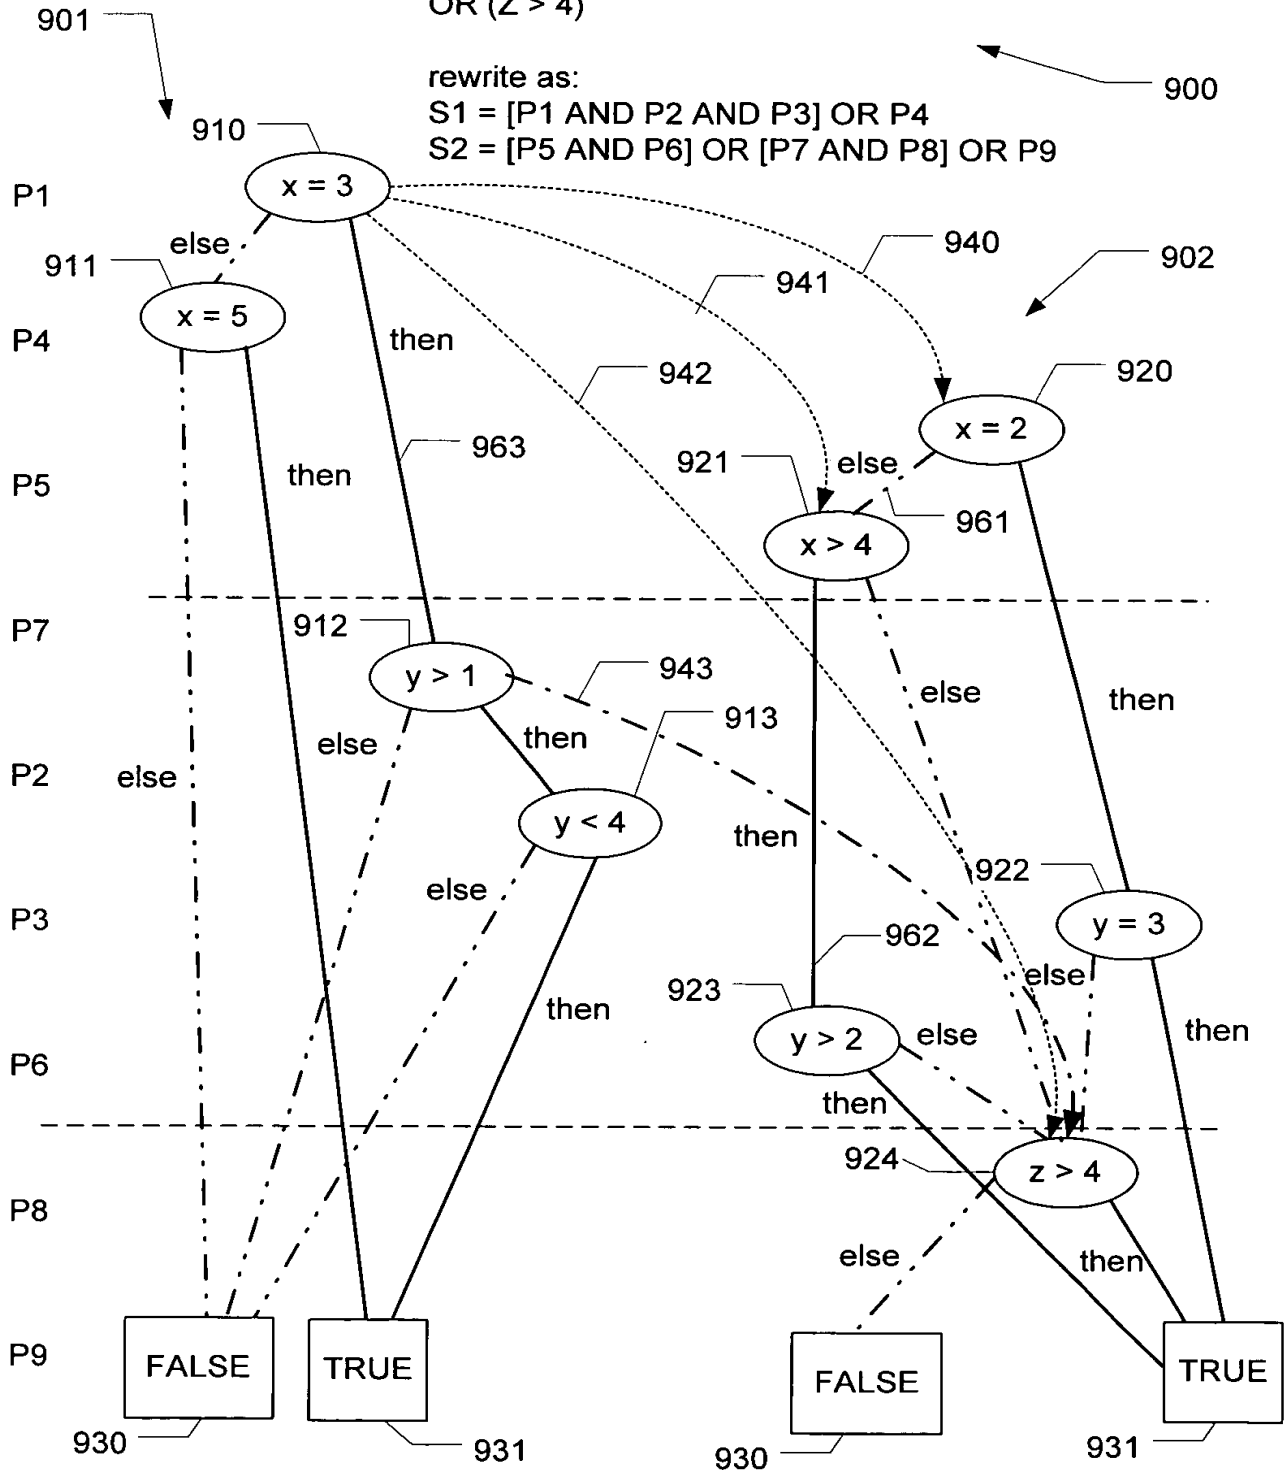 901
OR (Z > 4)
900
rewrite as:
S1 = [P1 AND P2 AND P3] OR P4
S2 = [P5 AND P6] OR [P7 AND P8] OR P9
910
P1
x = 3
else
940
902
911
941
x = 5
P4
then
942
920
x = 2
963
921
else
P5
then
961
x > 4
P7
912
943
y > 1
else
then
913
then
else
P2
else
y < 4
then
922
else
P3
y = 3
962
else
923
then
then
y > 2
else
P6
then
924
z > 4
P8
else
then
P9
FALSE
TRUE
FALSE
TRUE
930
931
930
931